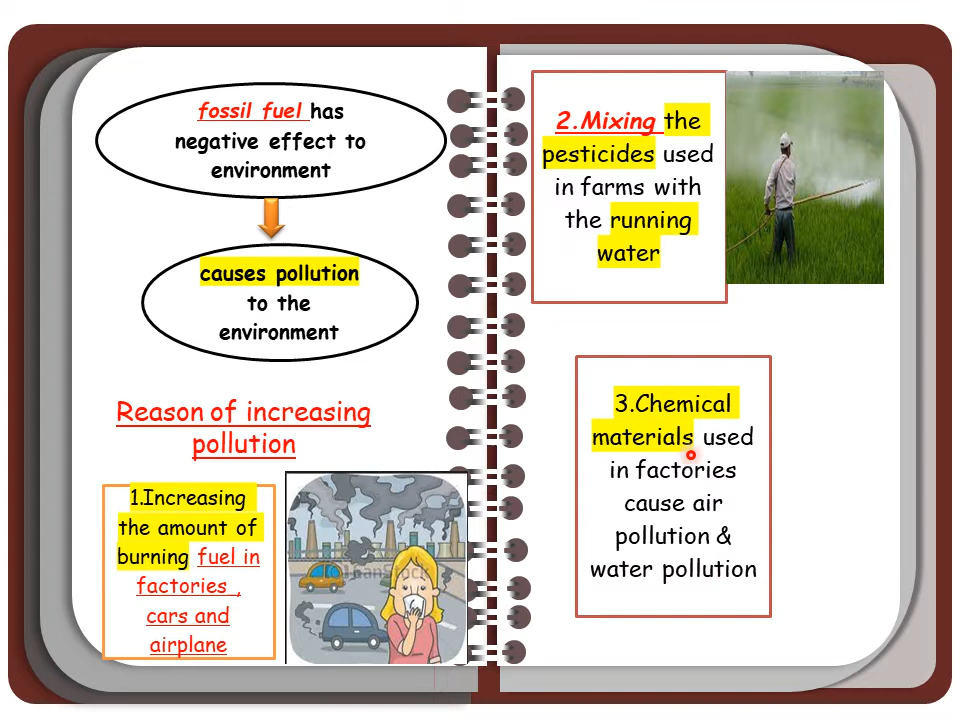 fossil fuel has
negative effect to
environment
causes pollution
to the
environment
Reason of increasing
pollution
1.Increasing
the amount of
burning fuel in
factories ,
cars and
airplane
2.Mixing the
pesticides used
in farms with
the running
water
3.Chemical
materials used
in factories
cause air
pollution &
water pollution